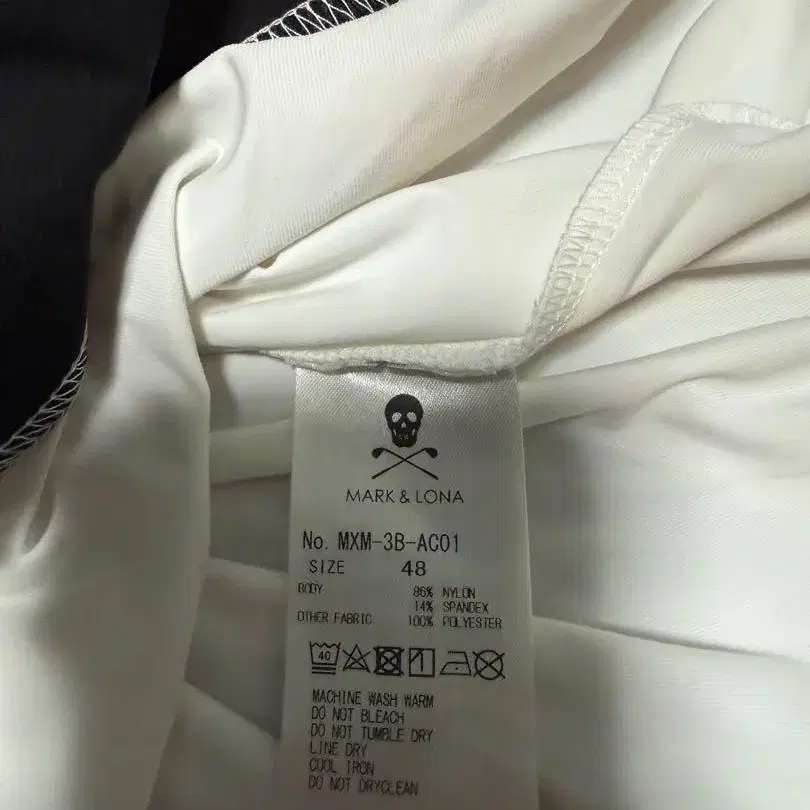 MARK & LONA
No. MXM-3B-AC01
SIZE 48
BODY 86% NYLON
14% SPANDEX
OTHER FABRIC 100% POLYESTER
40
MACHINE WASH WARM
DO NOT BLEACH
DO NOT TUMBLE DRY
LINE DRY
COOL IRON
DO NOT DRYCLEAN